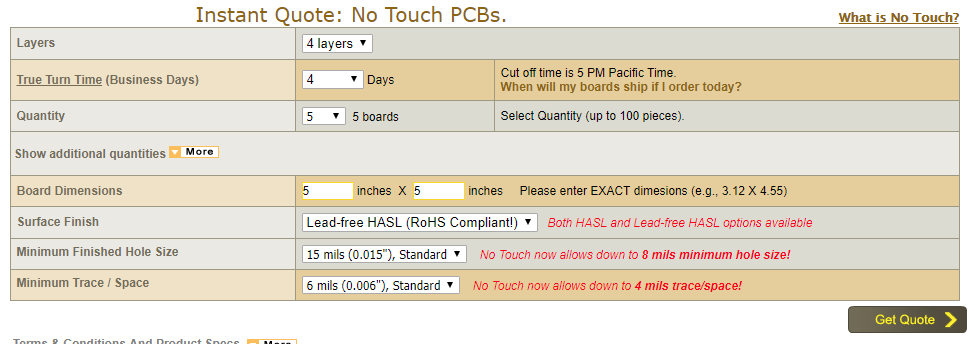 Instant Quote: No Touch PCBs.
What is No Touch?
Layers
4 layers
True Turn Time (Business Days)
4 Days
Cut off time is 5 PM Pacific Time.
When will my boards ship if I order today?
Quantity
5 5 boards
Select Quantity (up to 100 pieces).
Show additional quantities More
Board Dimensions
5 inches X 5 inches Please enter EXACT dimesions (e.g., 3.12 X 4.55)
Surface Finish
Lead-free HASL (RoHS Compliant!) Both HASL and Lead-free HASL options available
Minimum Finished Hole Size
15 mils (0.015"), Standard No Touch now allows down to 8 mils minimum hole size!
Minimum Trace / Space
6 mils (0.006"), Standard No Touch now allows down to 4 mils trace/space!
Get Quote
Terms & Conditions And Product Specs More